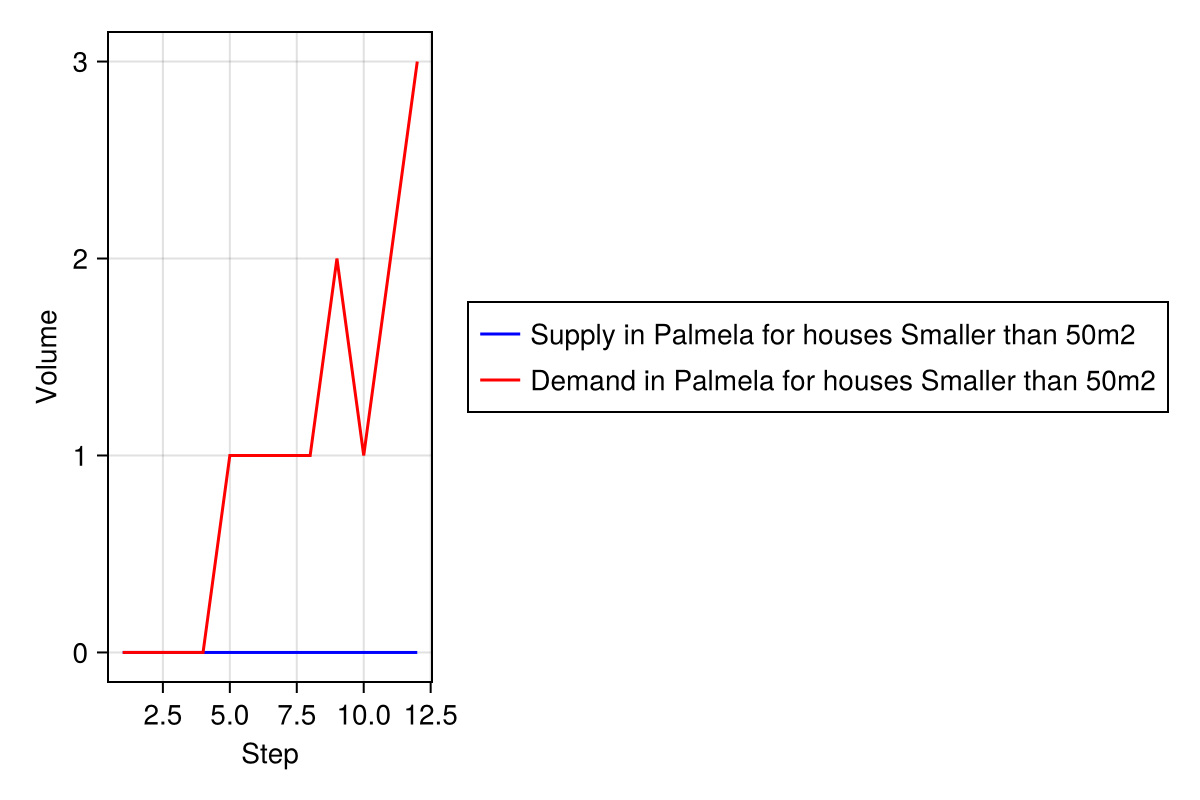 3
2
1
0
Volume
2.5 5.0 7.5 10.0 12.5
Step
Supply in Palmela for houses Smaller than 50m2
Demand in Palmela for houses Smaller than 50m2